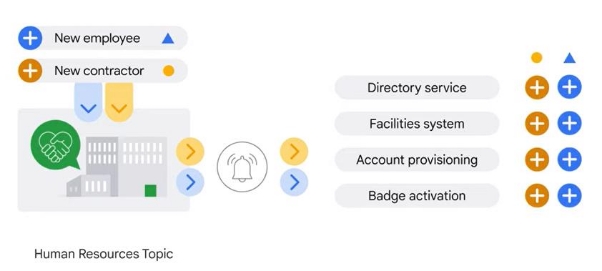 New employee
New contractor
Directory service
Facilities system
Account provisioning
Badge activation
Human Resources Topic